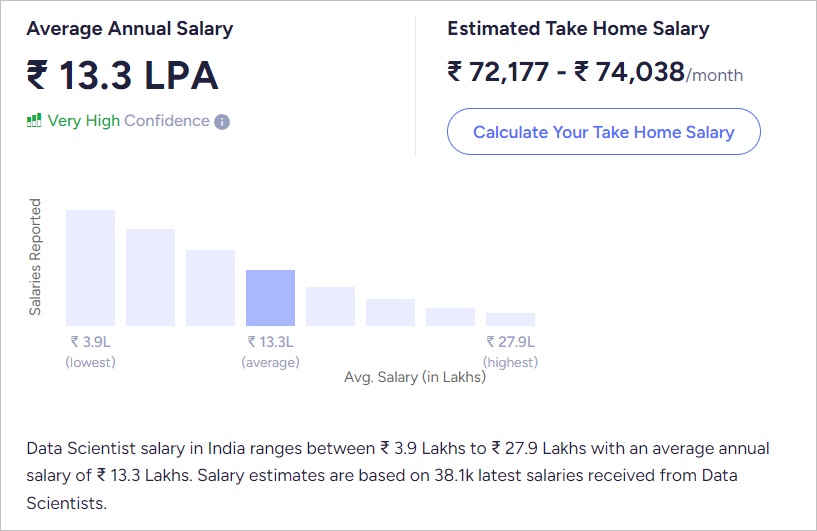 Average Annual Salary
₹ 13.3 LPA
Very High Confidence i
Estimated Take Home Salary
₹ 72,177 - ₹ 74,038/month
Calculate Your Take Home Salary
Salaries Reported
₹ 3.9L
(lowest)
₹ 13.3L
(average)
₹ 27.9L
(highest)
Avg. Salary (in Lakhs)
Data Scientist salary in India ranges between ₹ 3.9 Lakhs to ₹ 27.9 Lakhs with an average annual
salary of ₹ 13.3 Lakhs. Salary estimates are based on 38.1k latest salaries received from Data
Scientists.